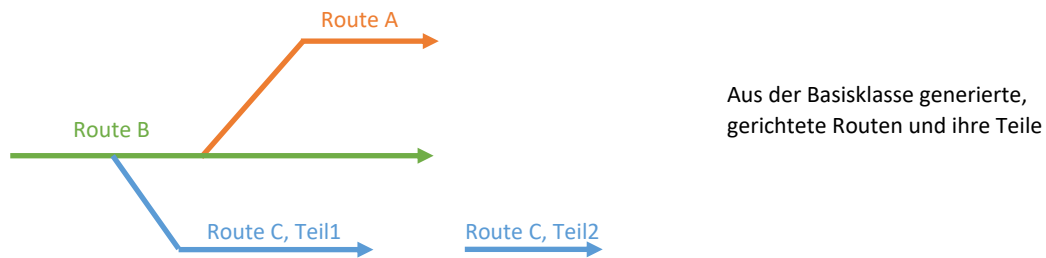 Route A
Aus der Basisklasse generierte,
gerichtete Routen und ihre Teile
Route B
Route C, Teil1
Route C, Teil2